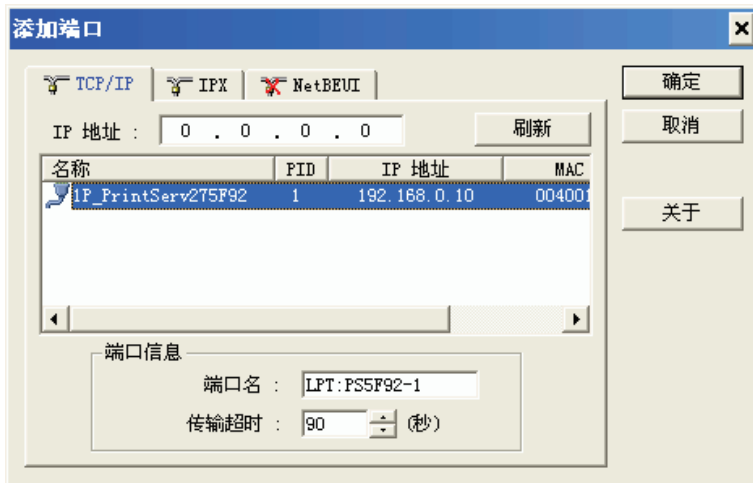 添加端口
TCP/IP IPX NetBEUI 确定
IP 地址 : 0 . 0 . 0 . 0 刷新 取消
名称 PID IP 地址 MAC
1P_PrintServ275F92 1 192.168.0.10 004001
关于
端口信息
端口名 : LPT:PS5F92-1
传输超时 : 90 (秒)